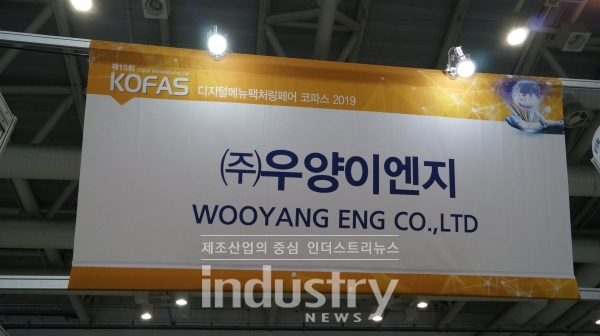 제15회
KOFAS 디지털메뉴팩처링페어 코파스 2019
(주)우양이엔지
WOOYANG ENG CO.,LTD
제조산업의 중심 인더스트리뉴스
industry
NEWS